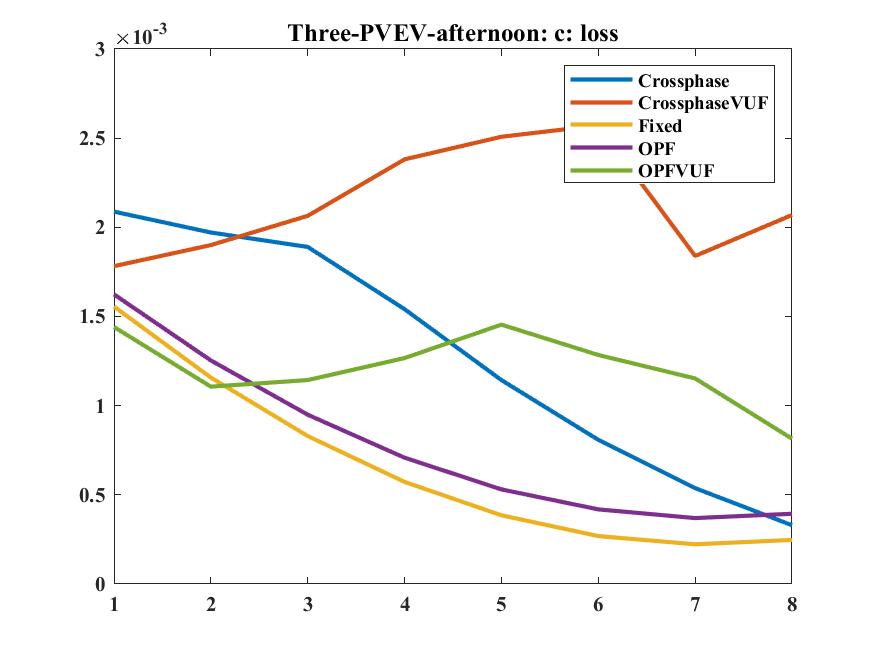 Three-PVEV-afternoon: c: loss
×10-3
3
2.5
2
1.5
1
0.5
0
Crossphase
CrossphaseVUF
Fixed
OPF
OPFVUF
1 2 3 4 5 6 7 8